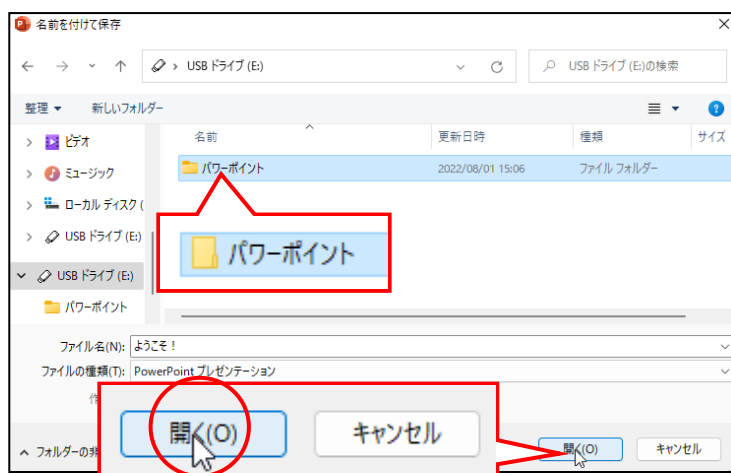 名前を付けて保存
USB ドライブ (E:)
USB ドライブ (E:)の検索
整理
新しいフォルダー
名前 更新日時 種類 サイズ
ビデオ
ミュージック
ローカル ディスク (
USB ドライブ (E:)
USB ドライブ (E:)
パワーポイント
パワーポイント 2022/08/01 15:06 ファイル フォルダー
パワーポイント
ファイル名(N): ようこそ!
ファイルの種類(T): PowerPoint プレゼンテーション
作
開く(O) キャンセル
フォルダーの非
開く(O) キャンセル